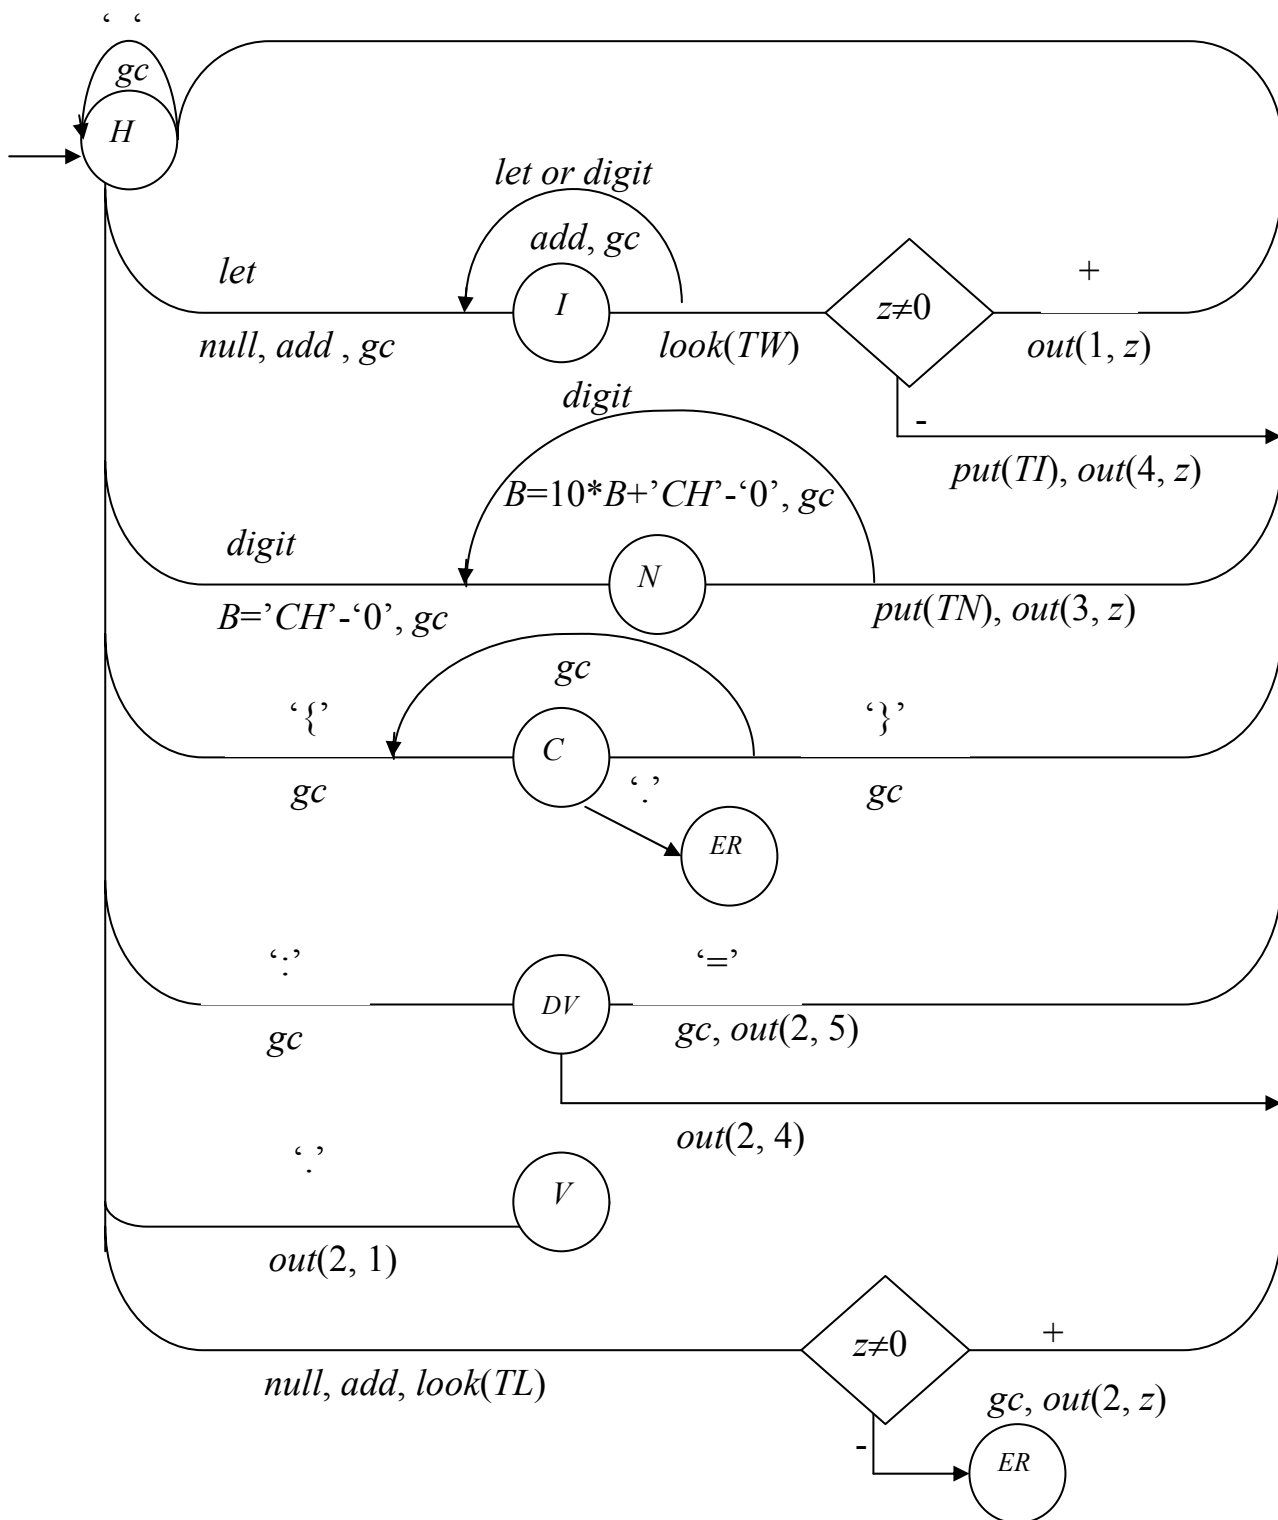 ‘ ‘
gc
H
let or digit
add, gc
let
I
z≠0
+
null, add , gc
look(TW)
out(1, z)
-
digit
put(TI), out(4, z)
B=10*B+’CH’-‘0’, gc
digit
N
B=’CH’-‘0’, gc
put(TN), out(3, z)
gc
‘{’
‘}’
C
gc
‘.’
gc
ER
‘:’
‘=’
DV
gc
gc, out(2, 5)
out(2, 4)
‘.’
V
out(2, 1)
z≠0
+
null, add, look(TL)
gc, out(2, z)
-
ER